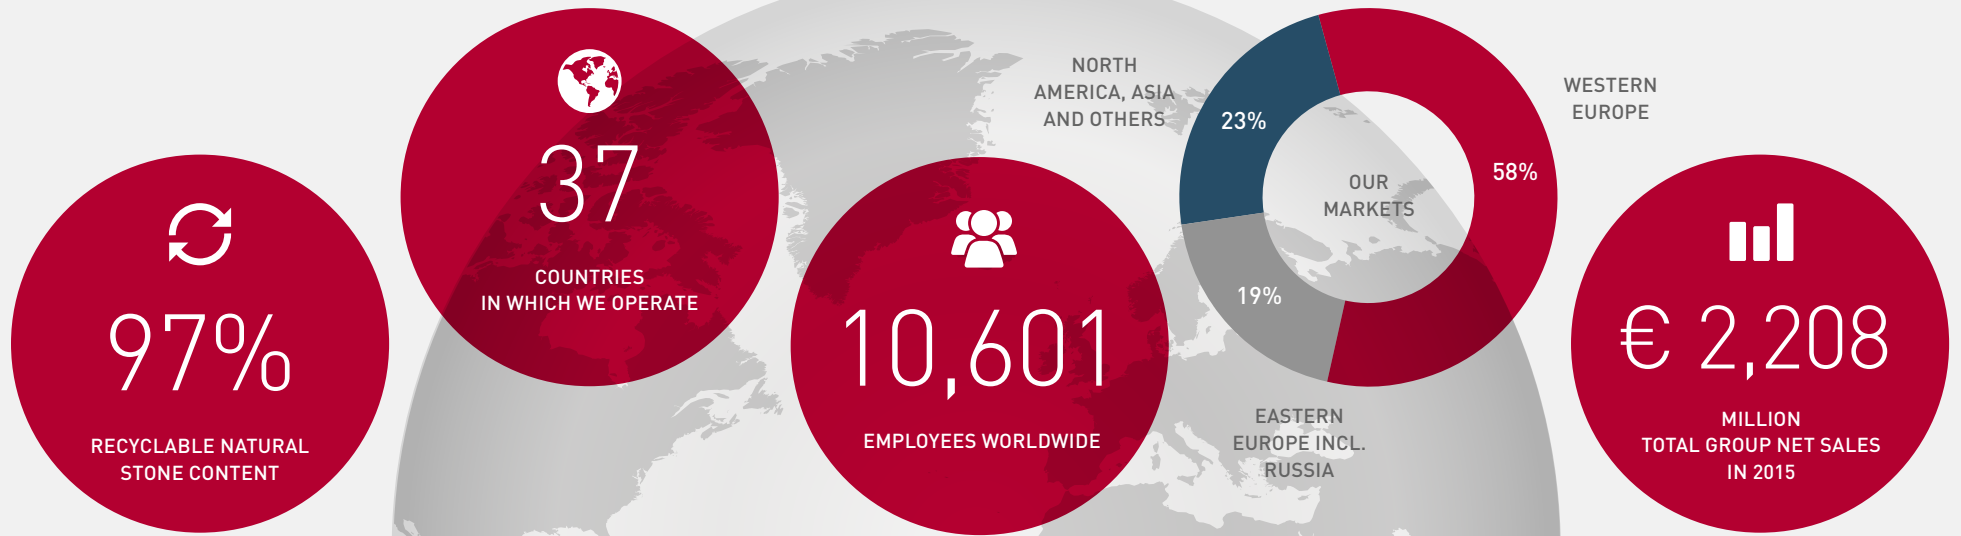 97%
RECYCLABLE NATURAL
STONE CONTENT
37
COUNTRIES
IN WHICH WE OPERATE
10,601
EMPLOYEES WORLDWIDE
NORTH
AMERICA, ASIA
AND OTHERS
23%
WESTERN
EUROPE
58%
OUR
MARKETS
19%
EASTERN
EUROPE INCL.
RUSSIA
€ 2,208
MILLION
TOTAL GROUP NET SALES
IN 2015